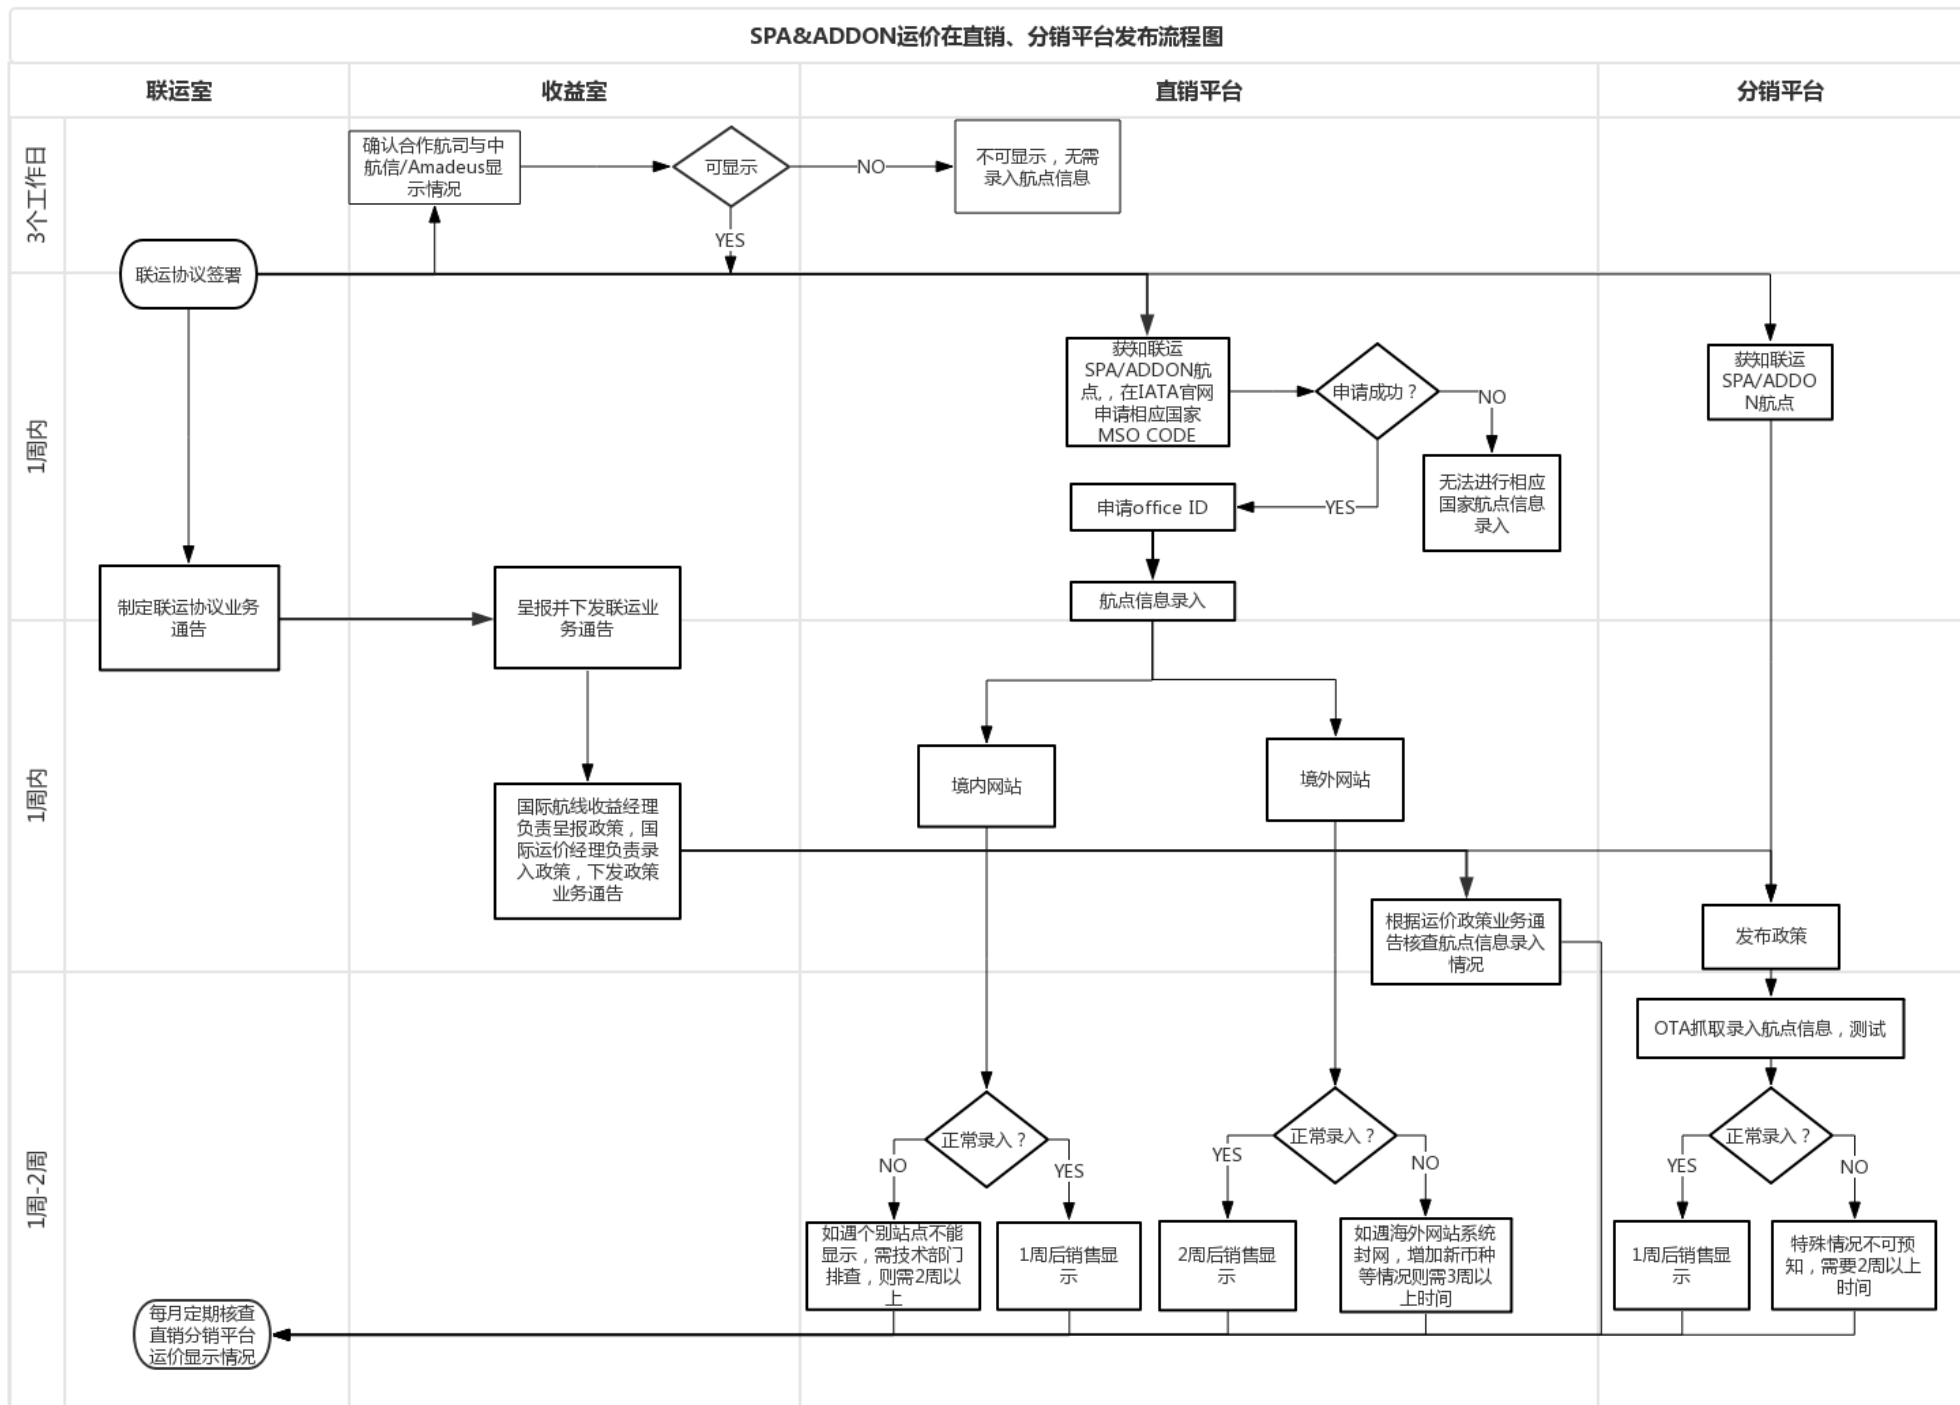 SPA&ADDON运价在直销、分销平台发布流程图
联运室
收益室
直销平台
分销平台
3个工作日
确认合作航司与中
航信/Amadeus显
示情况
可显示
NO
不可显示，无需
录入航点信息
YES
联运协议签署
1周内
获知联运
SPA/ADDON航
点,，在IATA官网
申请相应国家
MSO CODE
申请成功？
NO
获知联运
SPA/ADDO
N航点
无法进行相应
国家航点信息
录入
YES
申请office ID
航点信息录入
制定联运协议业务
通告
呈报并下发联运业
务通告
1周内
境内网站
境外网站
国际航线收益经理
负责呈报政策，国
际运价经理负责录
入政策，下发政策
业务通告
根据运价政策业务通
告核查航点信息录入
情况
发布政策
1周-2周
OTA抓取录入航点信息，测试
正常录入？
正常录入？
正常录入？
NO
YES
YES
NO
YES
NO
如遇个别站点不能
显示，需技术部门
排查，则需2周以
上
1周后销售显
示
2周后销售显
示
如遇海外网站系统
封网，增加新币种
等情况则需3周以
上时间
1周后销售显
示
特殊情况不可预
知，需要2周以上
时间
每月定期核查
直销分销平台
运价显示情况